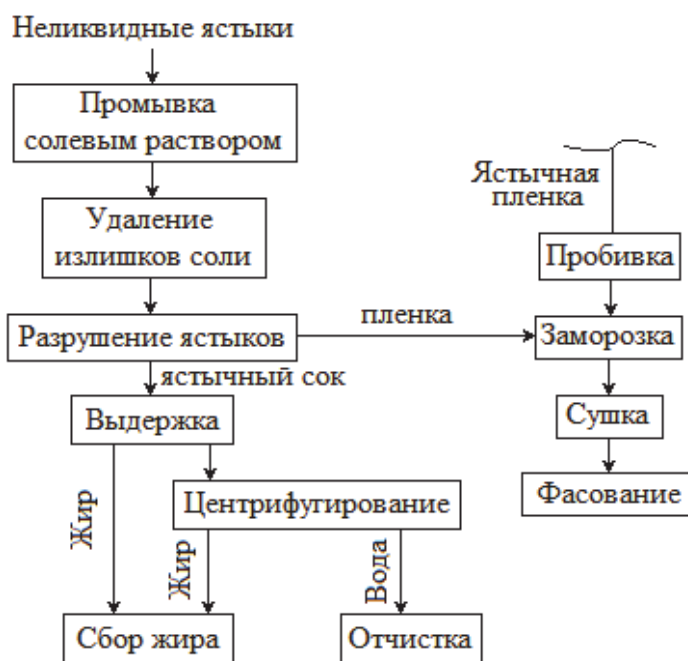 Неликвидные ястыки
Промывка
солевым раствором
Удаление
излишков соли
Разрушение ястыков
пленка
ястычный сок
Выдержка
Жир
Центрифугирование
Жир
Вода
Сбор жира
Отчистка
Ястычная
пленка
Пробивка
Заморозка
Сушка
Фасование